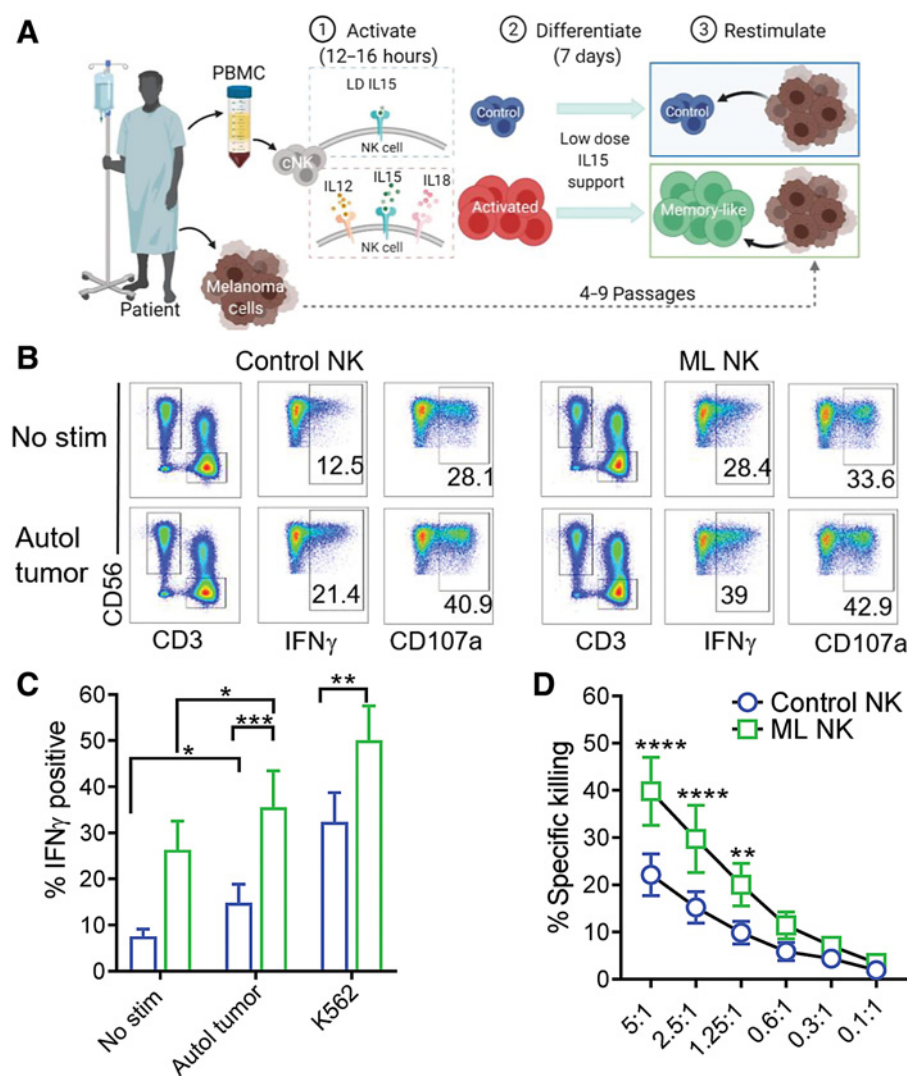 A
① Activate
(12–16 hours)
② Differentiate
(7 days)
③ Restimulate
PBMC
LD IL15
NK cell
cNK
Control
Control
Low dose
IL15
support
IL12
IL15
IL18
NK cell
Activated
Memory-like
Patient
Melanoma
cells
4–9 Passages
B
Control NK
ML NK
No stim
12.5
28.1
28.4
33.6
Autol
tumor
21.4
40.9
39
42.9
CD56
CD3
IFNγ
CD107a
CD3
IFNγ
CD107a
C
% IFNγ positive
60
50
40
30
20
10
0
*
*
***
**
No stim
Autol tumor
K562
D
Control NK
ML NK
% Specific killing
60
50
40
30
20
10
0
****
****
**
5:1
2.5:1
1.25:1
0.6:1
0.3:1
0.1:1